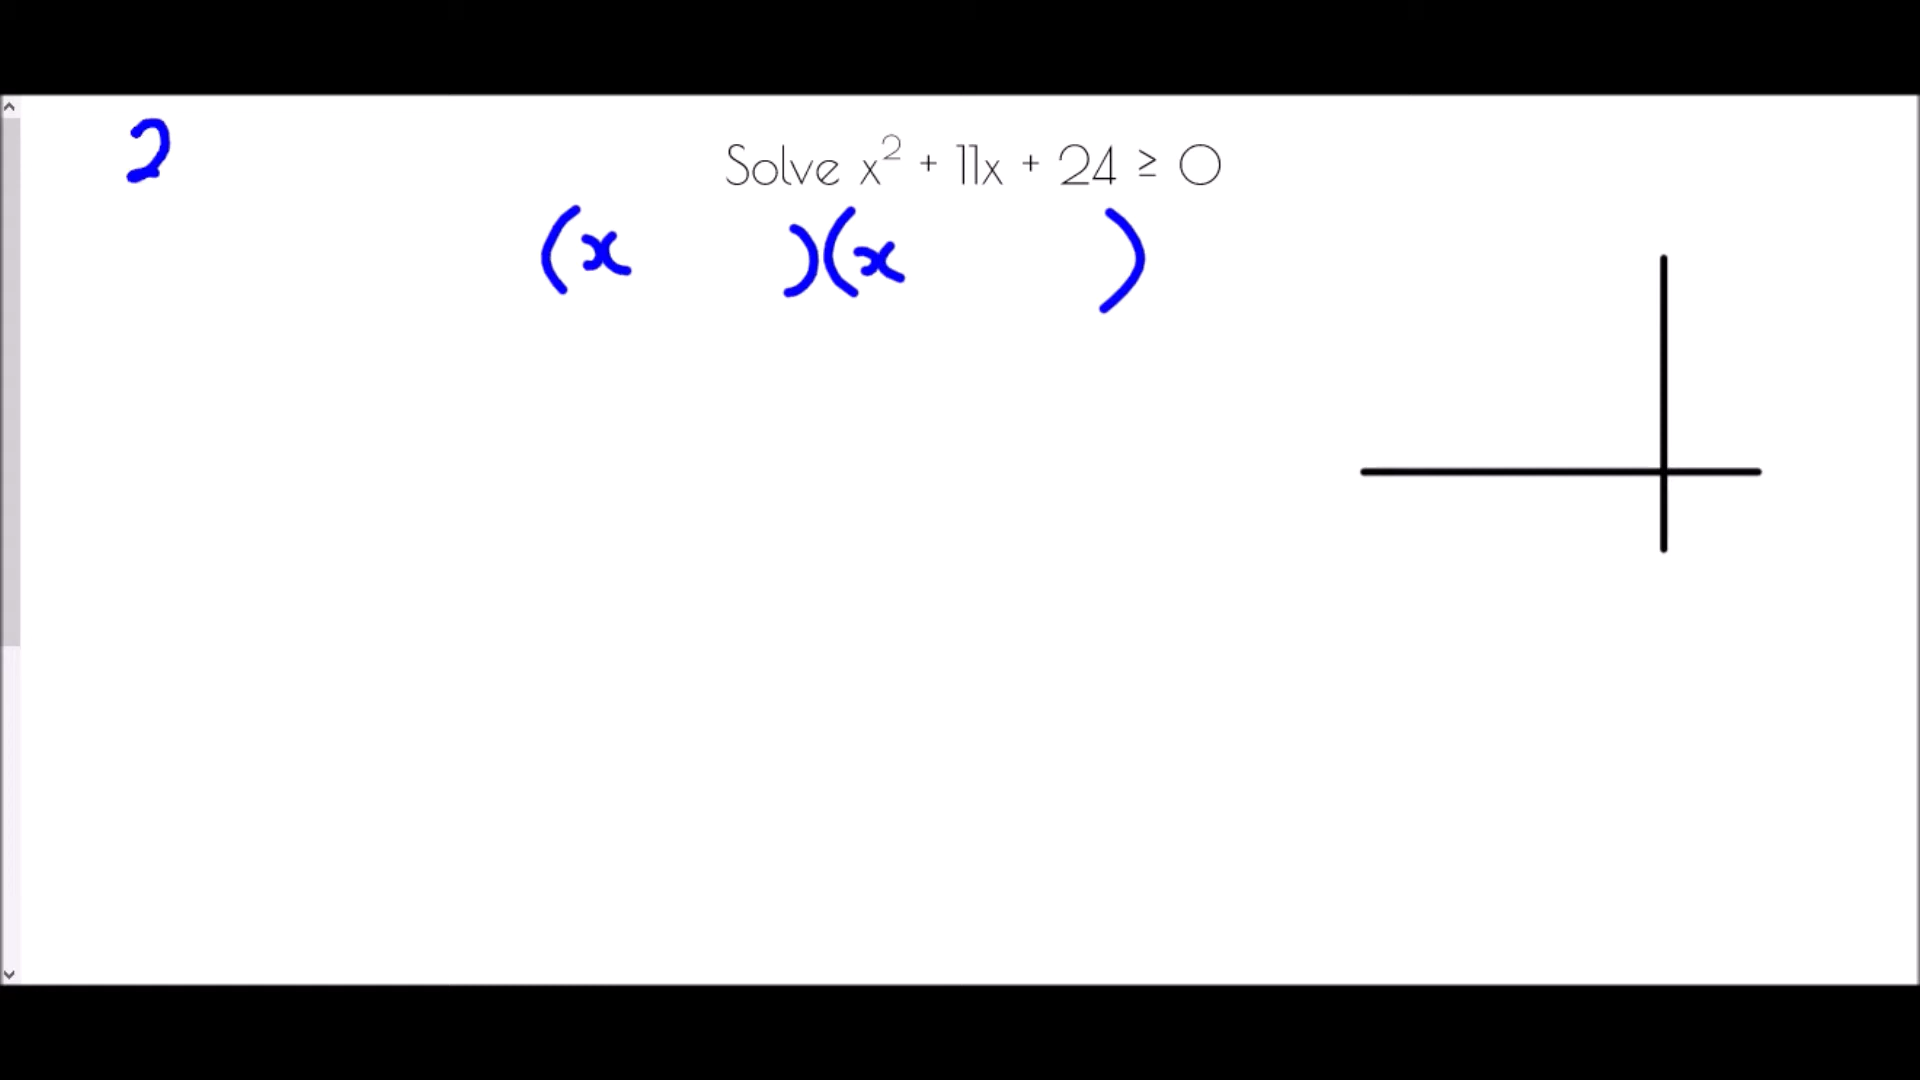 2
Solve x² + 11x + 24 ≥ 0
(x )(x )